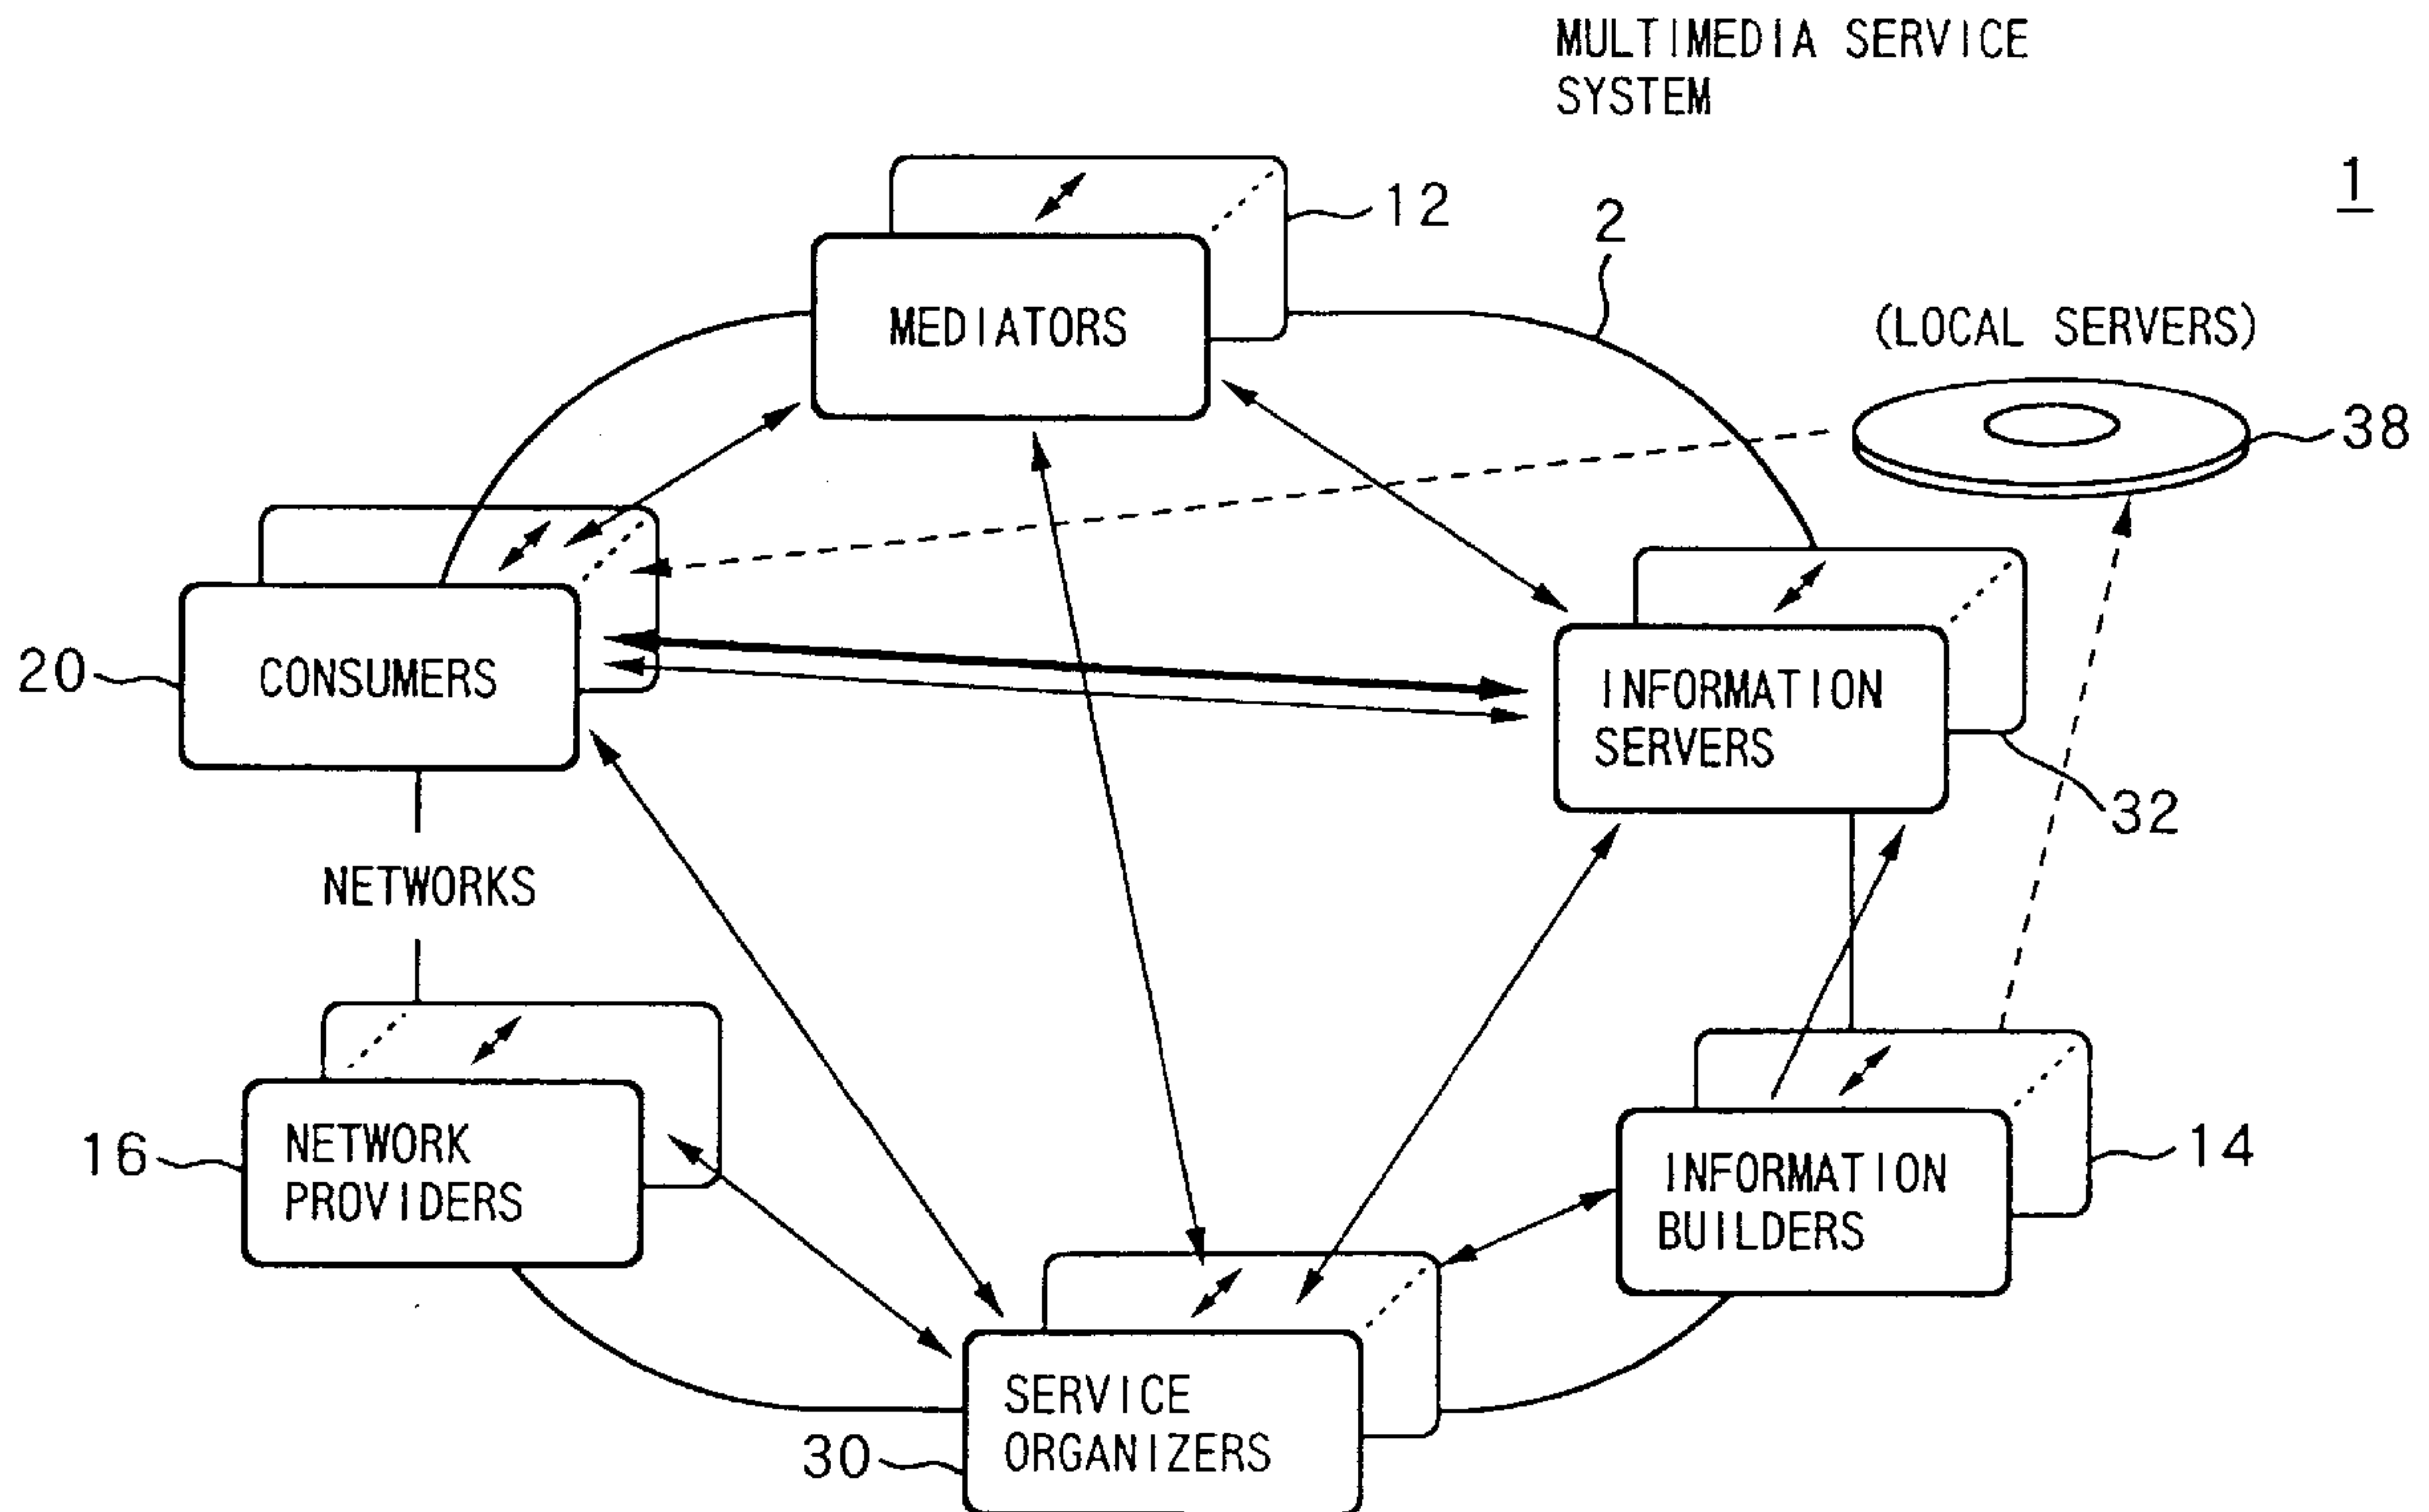 MULTIMEDIA SERVICE
SYSTEM
1
12
2
MEDIATORS
(LOCAL SERVERS)
38
20
CONSUMERS
INFORMATION
SERVERS
32
NETWORKS
16
NETWORK
PROVIDERS
14
INFORMATION
BUILDERS
30
SERVICE
ORGANIZERS